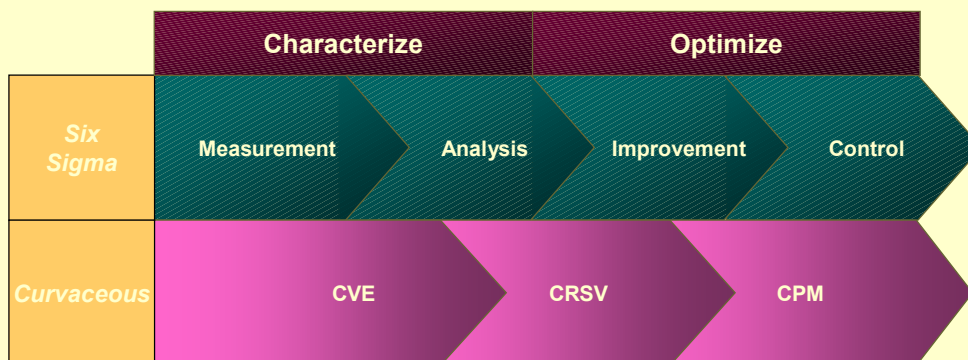 Characterize Optimize
Six
Sigma
Measurement Analysis Improvement Control
Curvaceous CVE CRSV CPM